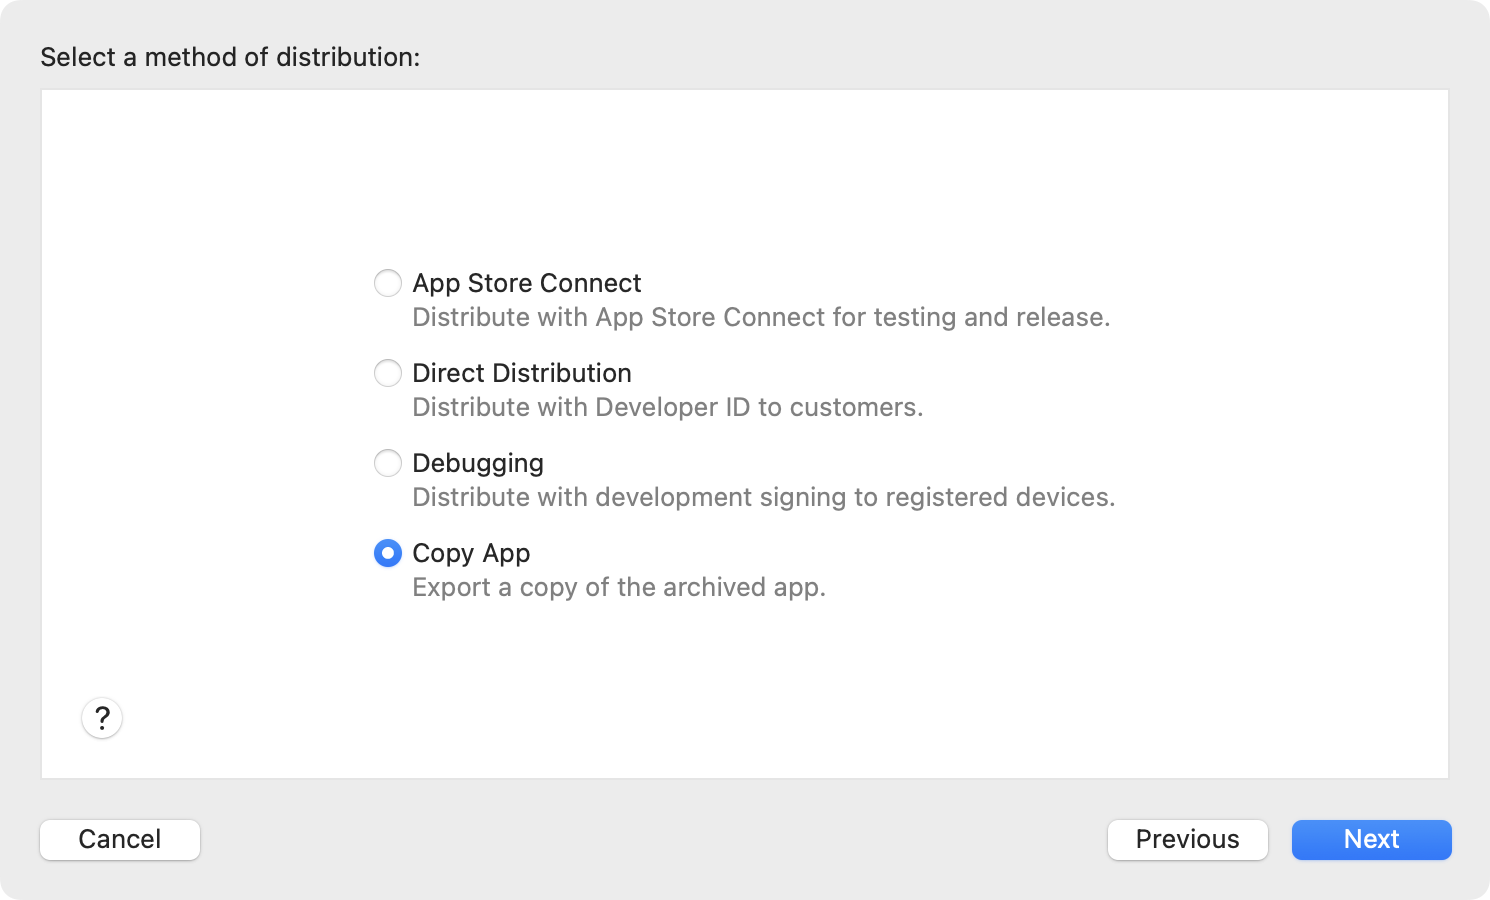 Select a method of distribution:
App Store Connect
Distribute with App Store Connect for testing and release.
Direct Distribution
Distribute with Developer ID to customers.
Debugging
Distribute with development signing to registered devices.
Copy App
Export a copy of the archived app.
?
Cancel
Previous
Next